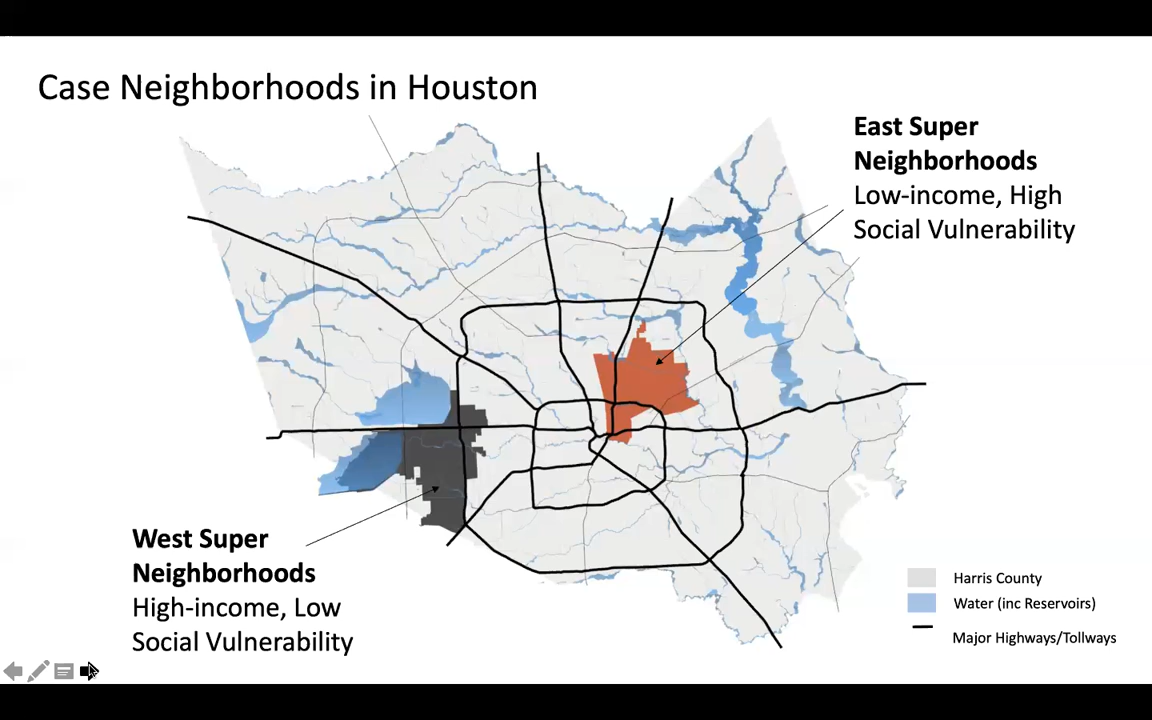 Case Neighborhoods in Houston
East Super
Neighborhoods
Low-income, High
Social Vulnerability
West Super
Neighborhoods
High-income, Low
Social Vulnerability
Harris County
Water (inc Reservoirs)
Major Highways/Tollways